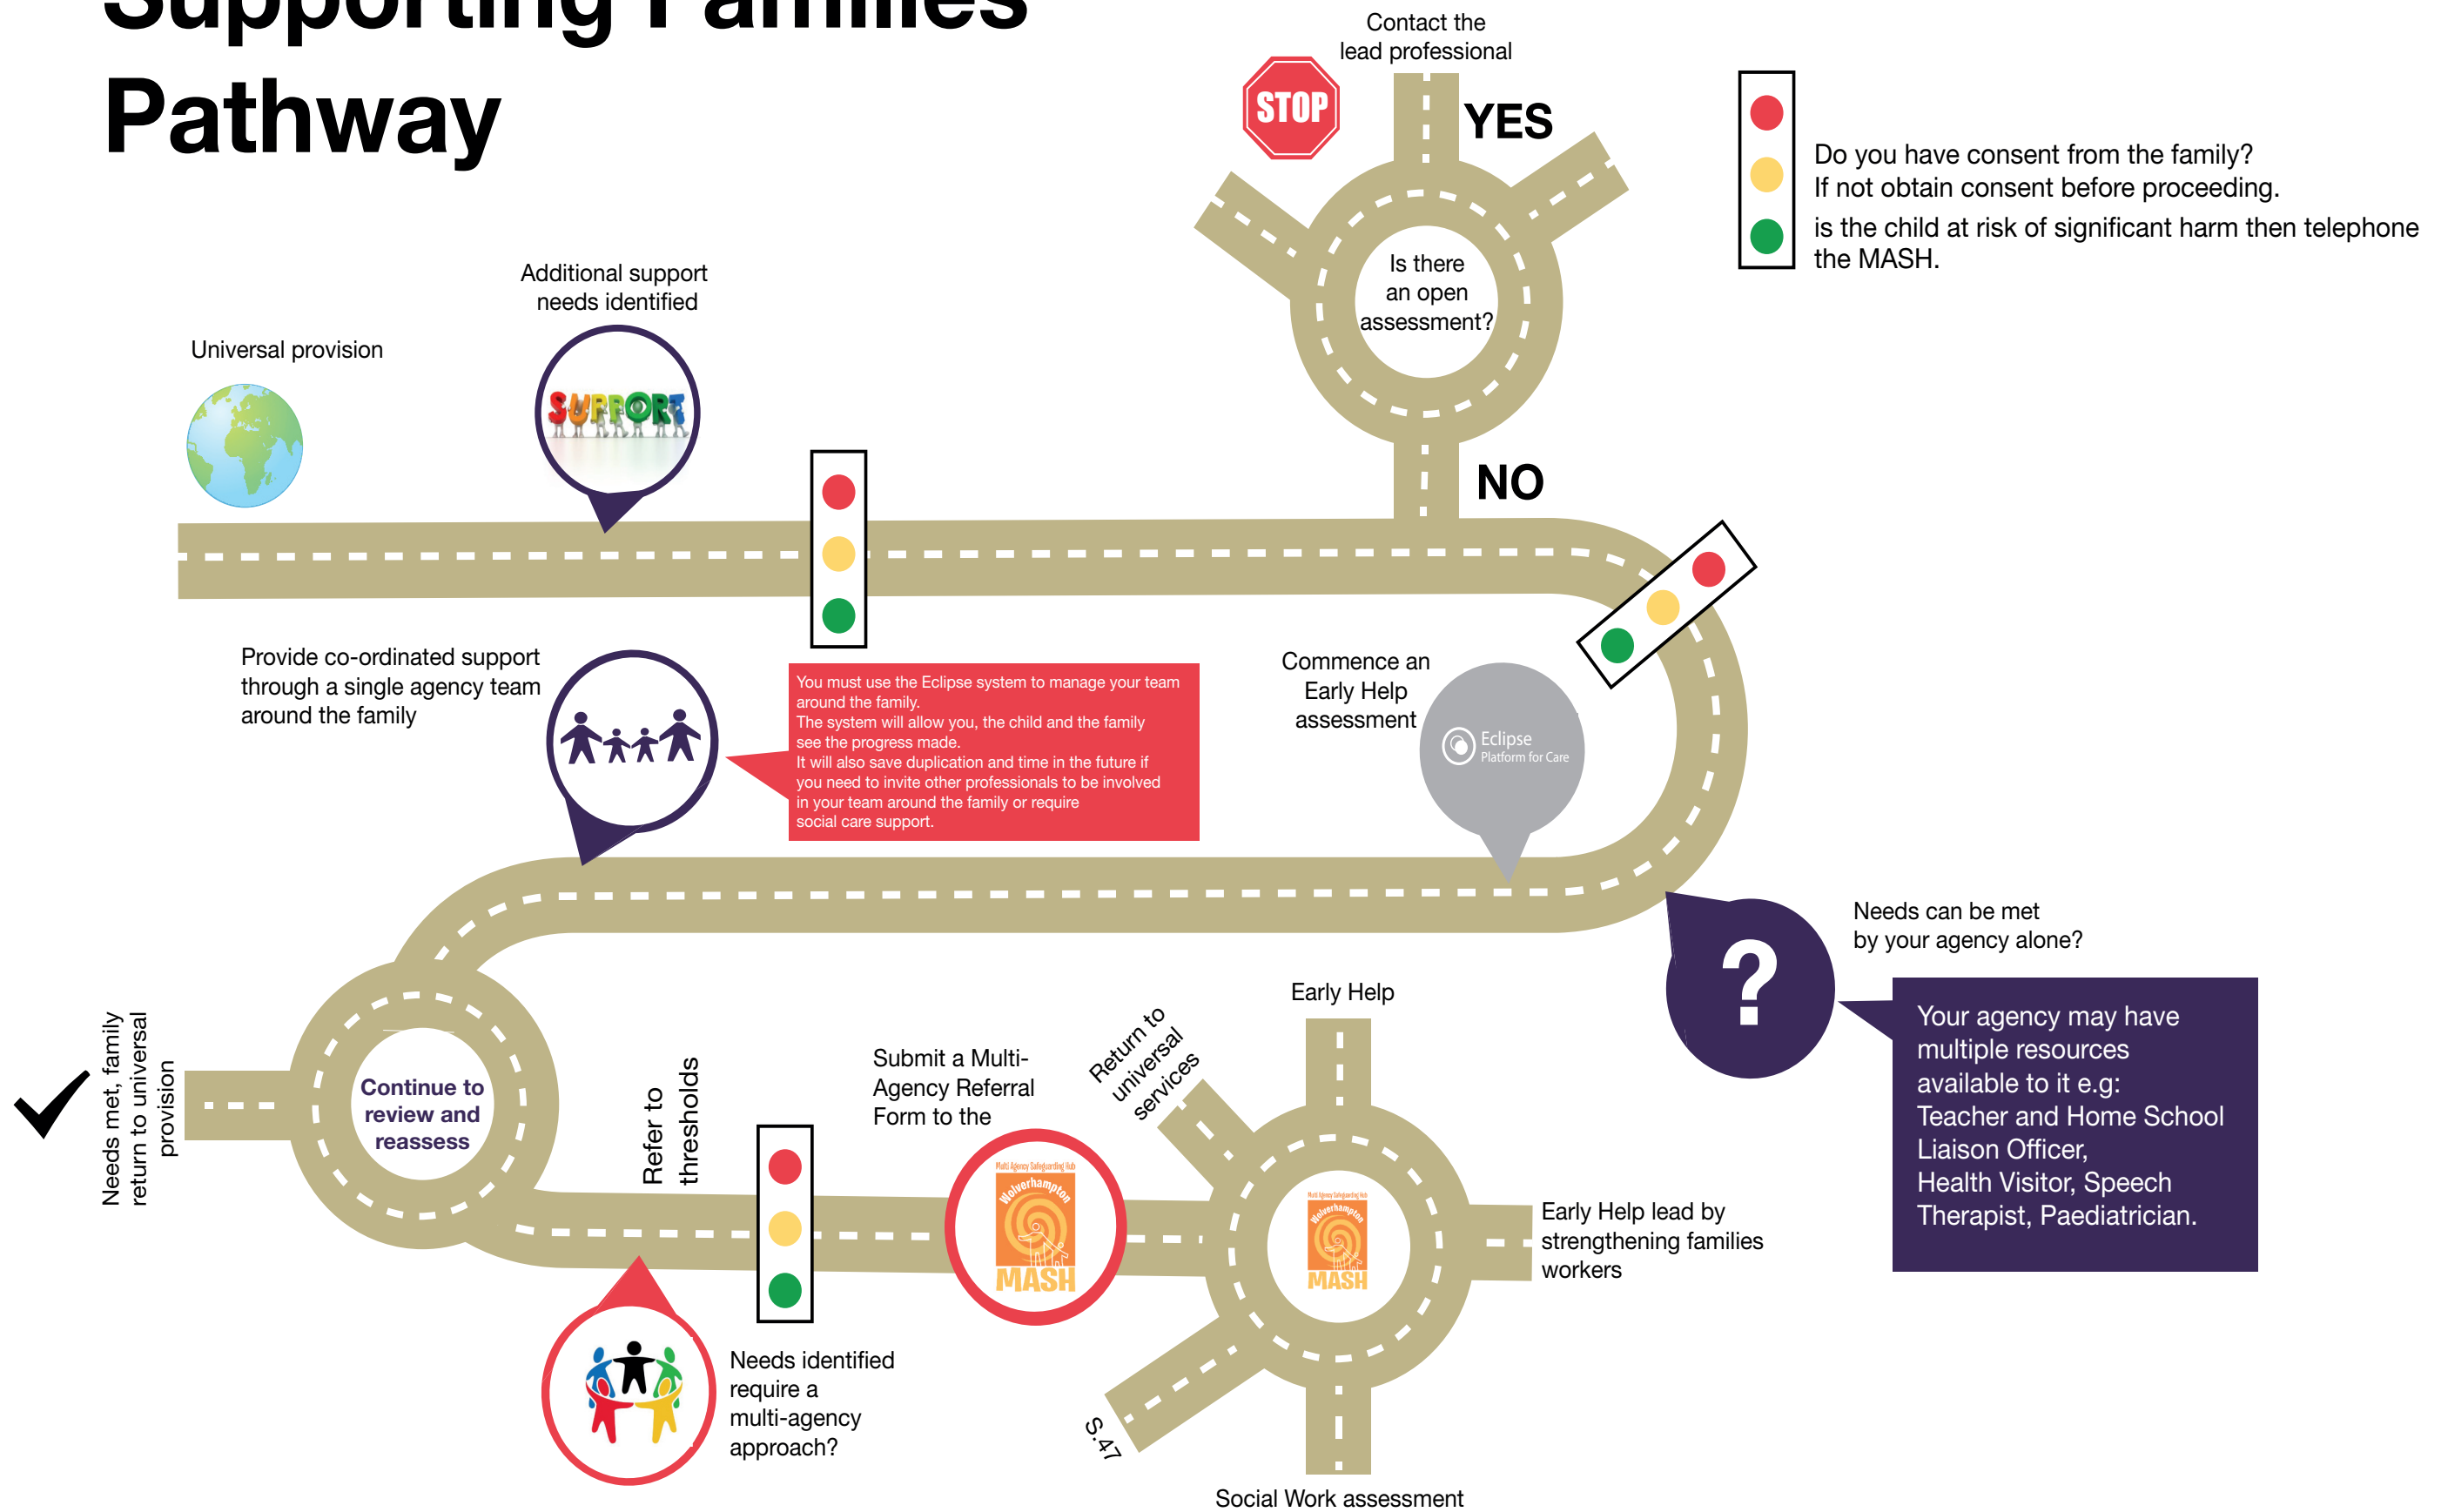 Supporting Families
Pathway
Contact the
lead professional
STOP
YES
Do you have consent from the family?
If not obtain consent before proceeding.
is the child at risk of significant harm then telephone
the MASH.
Is there
an open
assessment?
NO
Universal provision
Additional support
needs identified
SUPPORT
Provide co-ordinated support
through a single agency team
around the family
You must use the Eclipse system to manage your team
around the family.
The system will allow you, the child and the family
see the progress made.
It will also save duplication and time in the future if
you need to invite other professionals to be involved
in your team around the family or require
social care support.
Commence an
Early Help
assessment
Eclipse
Platform for Care
Needs can be met
by your agency alone?
?
Your agency may have
multiple resources
available to it e.g:
Teacher and Home School
Liaison Officer,
Health Visitor, Speech
Therapist, Paediatrician.
Needs met, family
return to universal
provision
Continue to
review and
reassess
Refer to
thresholds
Needs identified
require a
multi-agency
approach?
Submit a Multi-
Agency Referral
Form to the
Multi Agency Safeguarding Hub
Wolverhampton
MASH
Return to
universal
services
Early Help
Multi Agency Safeguarding Hub
Wolverhampton
MASH
Early Help lead by
strengthening families
workers
S.47
Social Work assessment